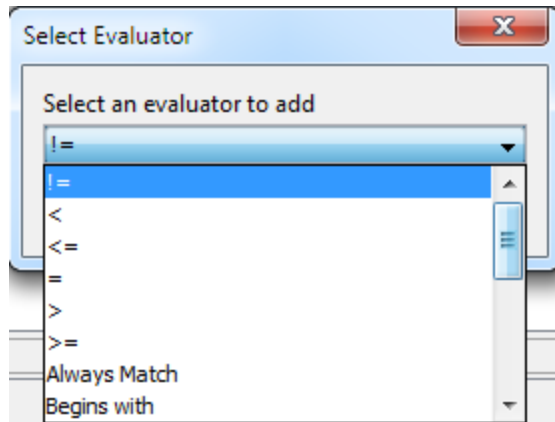 Select Evaluator
Select an evaluator to add
!=
!=
<
<=
=
>
>=
Always Match
Begins with